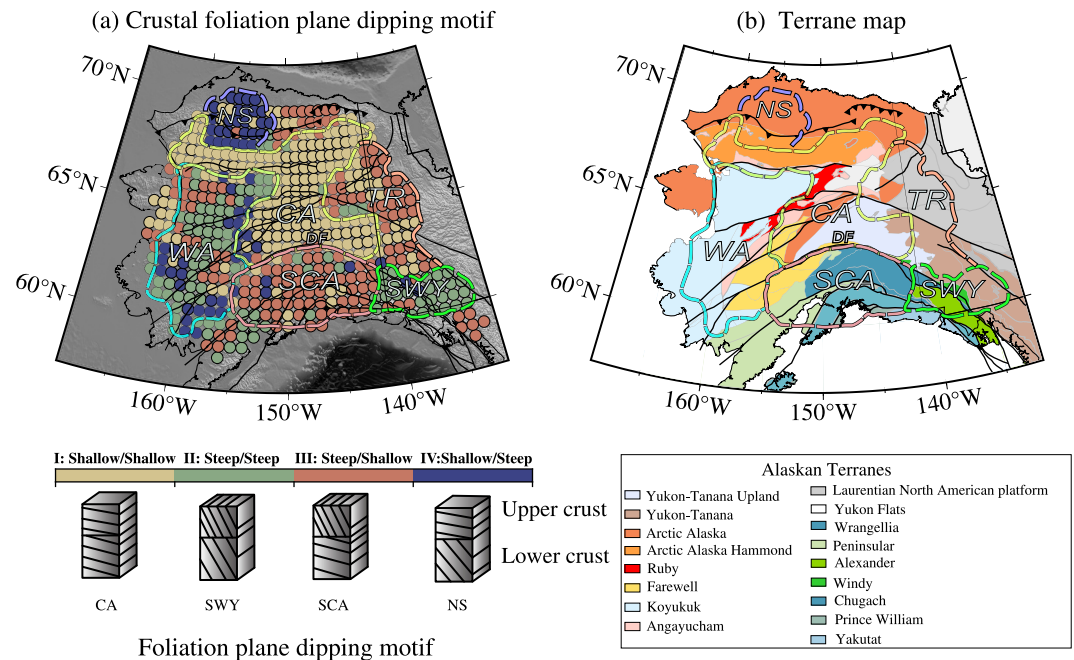 (a) Crustal foliation plane dipping motif
70°N
65°N
60°N
160°W
150°W
140°W
NS
TR
CA
DF
WA
SCA
SWY
(b) Terrane map
70°N
65°N
60°N
160°W
150°W
140°W
NS
TR
CA
DF
WA
SCA
SWY
I: Shallow/Shallow II: Steep/Steep III: Steep/Shallow IV:Shallow/Steep
Upper crust
Lower crust
CA SWY SCA NS
Foliation plane dipping motif
Alaskan Terranes
Yukon-Tanana Upland
Yukon-Tanana
Arctic Alaska
Arctic Alaska Hammond
Ruby
Farewell
Koyukuk
Angayucham
Laurentian North American platform
Yukon Flats
Wrangellia
Peninsular
Alexander
Windy
Chugach
Prince William
Yakutat